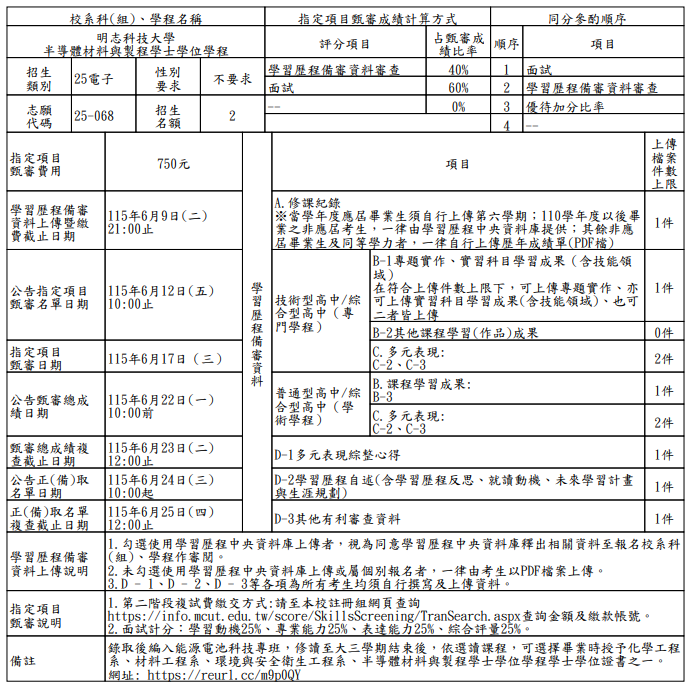 校系科(組)、學程名稱
指定項目甄審成績計算方式
同分參酌順序
明志科技大學
半導體材料與製程學士學位學程
評分項目
占甄審成
績比率
順序
項目
招生
類別
25電子
性別
要求
不要求
學習歷程備審資料審查
40%
1
面試
面試
60%
2
學習歷程備審資料審查
志願
代碼
25-068
招生
名額
2
--
0%
3
優待加分比率
4
--
指定項目
甄審費用
750元
學習歷程備審資料
項目
上傳
檔案
件數
上限
學習歷程備審
資料上傳暨繳
費截止日期
115年6月9日(二)
21:00止
A.修課紀錄
※當學年度應屆畢業生須自行上傳第六學期；110學年度以後畢
業之非應屆考生，一律由學習歷程中央資料庫提供；其餘非應
屆畢業生及同等學力者，一律自行上傳歷年成績單(PDF檔)
1件
公告指定項目
甄審名單日期
115年6月12日(五)
10:00止
技術型高中/綜
合型高中（專
門學程）
B-1專題實作、實習科目學習成果（含技能領
域）
在符合上傳件數上限下，可上傳專題實作、亦
可上傳實習科目學習成果(含技能領域)、也可
二者皆上傳
1件
B-2其他課程學習(作品)成果
0件
指定項目
甄審日期
115年6月17日（三）
C.多元表現:
C-2、C-3
2件
公告甄審總成
績日期
115年6月22日(一)
10:00前
普通型高中/綜
合型高中（學
術學程）
B.課程學習成果:
B-3
1件
C.多元表現:
C-2、C-3
2件
甄審總成績複
查截止日期
115年6月23日(二)
12:00止
D-1多元表現綜整心得
1件
公告正(備)取
名單日期
115年6月24日(三)
10:00起
D-2學習歷程自述(含學習歷程反思、就讀動機、未來學習計畫
與生涯規劃)
1件
正(備)取名單
複查截止日期
115年6月25日(四)
12:00止
D-3其他有利審查資料
1件
學習歷程備審
資料上傳說明
1.勾選使用學習歷程中央資料庫上傳者，視為同意學習歷程中央資料庫釋出相關資料至報名校系科
(組)、學程作審閱。
2.未勾選使用學習歷程中央資料庫上傳或屬個別報名者，一律由考生以PDF檔案上傳。
3.D - 1、D - 2、D - 3等各項為所有考生均須自行撰寫及上傳資料。
指定項目
甄審說明
1.第二階段複試費繳交方式:請至本校註冊組網頁查詢
https://info.mcut.edu.tw/score/SkillsScreening/TranSearch.aspx查詢金額及繳款帳號。
2.面試計分：學習動機25%、專業能力25%、表達能力25%、綜合評量25%。
備註
錄取後編入能源電池科技專班，修讀至大三學期結束後，依選讀課程，可選擇畢業時授予化學工程
系、材料工程系、環境與安全衛生工程系、半導體材料與製程學士學位學程學士學位證書之一。
網址: https://reurl.cc/m9p0QY